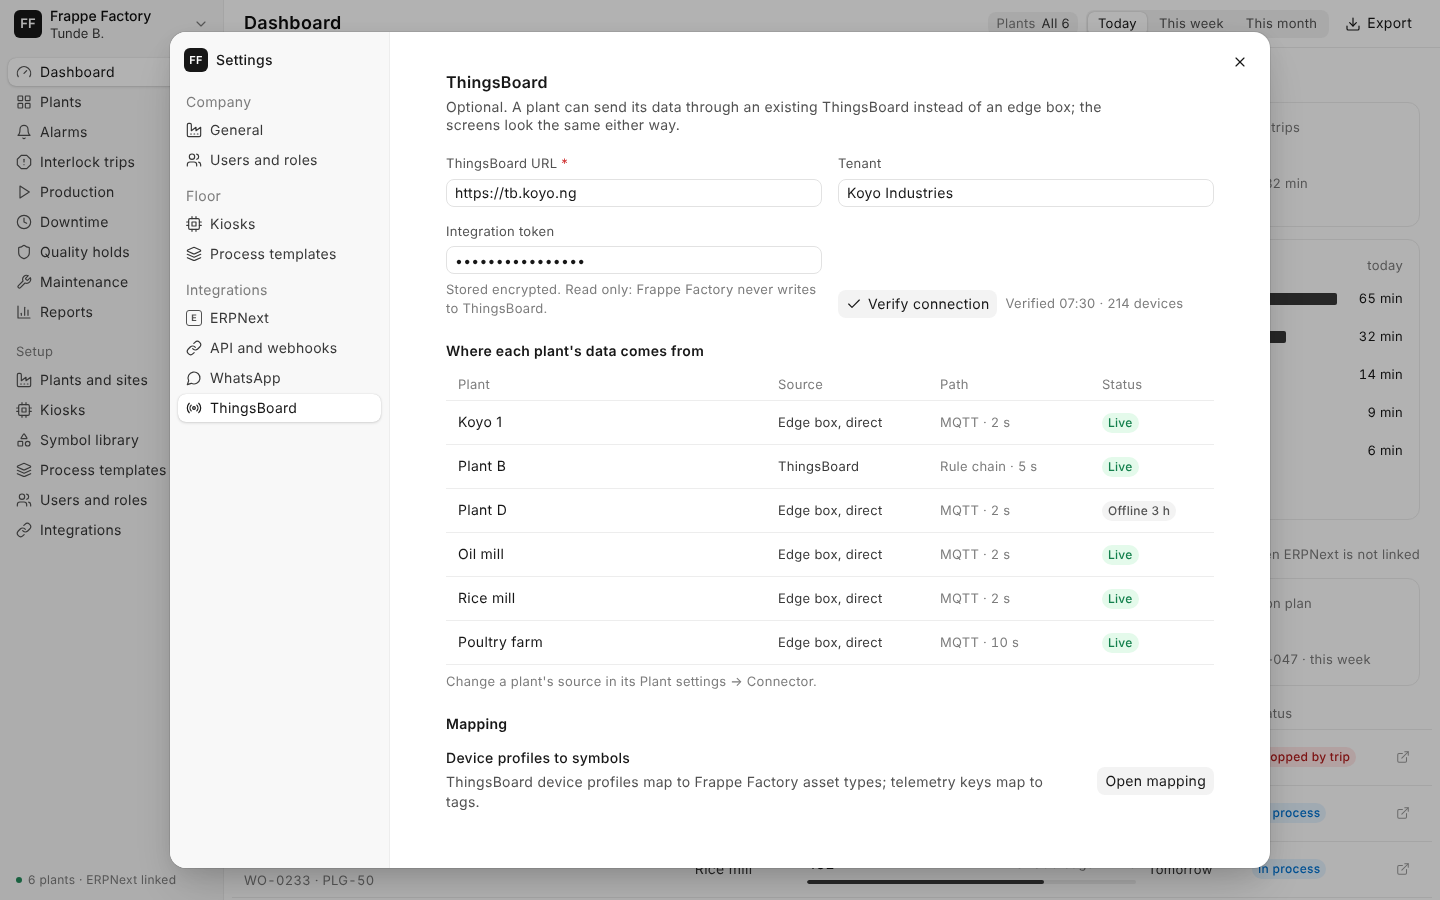 FF
Frappe Factory
Tunde B.
Dashboard
Plants
Alarms
Interlock trips
Production
Downtime
Quality holds
Maintenance
Reports
Setup
Plants and sites
Kiosks
Symbol library
Process templates
Users and roles
Integrations
6 plants · ERPNext linked
Dashboard
Plants All 6
Today
This week
This month
Export
FF
Settings
Company
General
Users and roles
Floor
Kiosks
Process templates
Integrations
E ERPNext
API and webhooks
WhatsApp
ThingsBoard
ThingsBoard
Optional. A plant can send its data through an existing ThingsBoard instead of an edge box; the
screens look the same either way.
ThingsBoard URL *
Tenant
https://tb.koyo.ng
Koyo Industries
Integration token
••••••••••••••••
Stored encrypted. Read only: Frappe Factory never writes
to ThingsBoard.
Verify connection
Verified 07:30 · 214 devices
Where each plant's data comes from
Plant Source Path Status
Koyo 1 Edge box, direct MQTT · 2 s Live
Plant B ThingsBoard Rule chain · 5 s Live
Plant D Edge box, direct MQTT · 2 s Offline 3 h
Oil mill Edge box, direct MQTT · 2 s Live
Rice mill Edge box, direct MQTT · 2 s Live
Poultry farm Edge box, direct MQTT · 10 s Live
Change a plant's source in its Plant settings → Connector.
Mapping
Device profiles to symbols
ThingsBoard device profiles map to Frappe Factory asset types; telemetry keys map to
tags.
Open mapping
trips
32 min
today
65 min
32 min
14 min
9 min
6 min
ERPNext is not linked
plan
047 · this week
by trip
process
In process
WO-0233 · PLG-50
Rice mill
Tomorrow